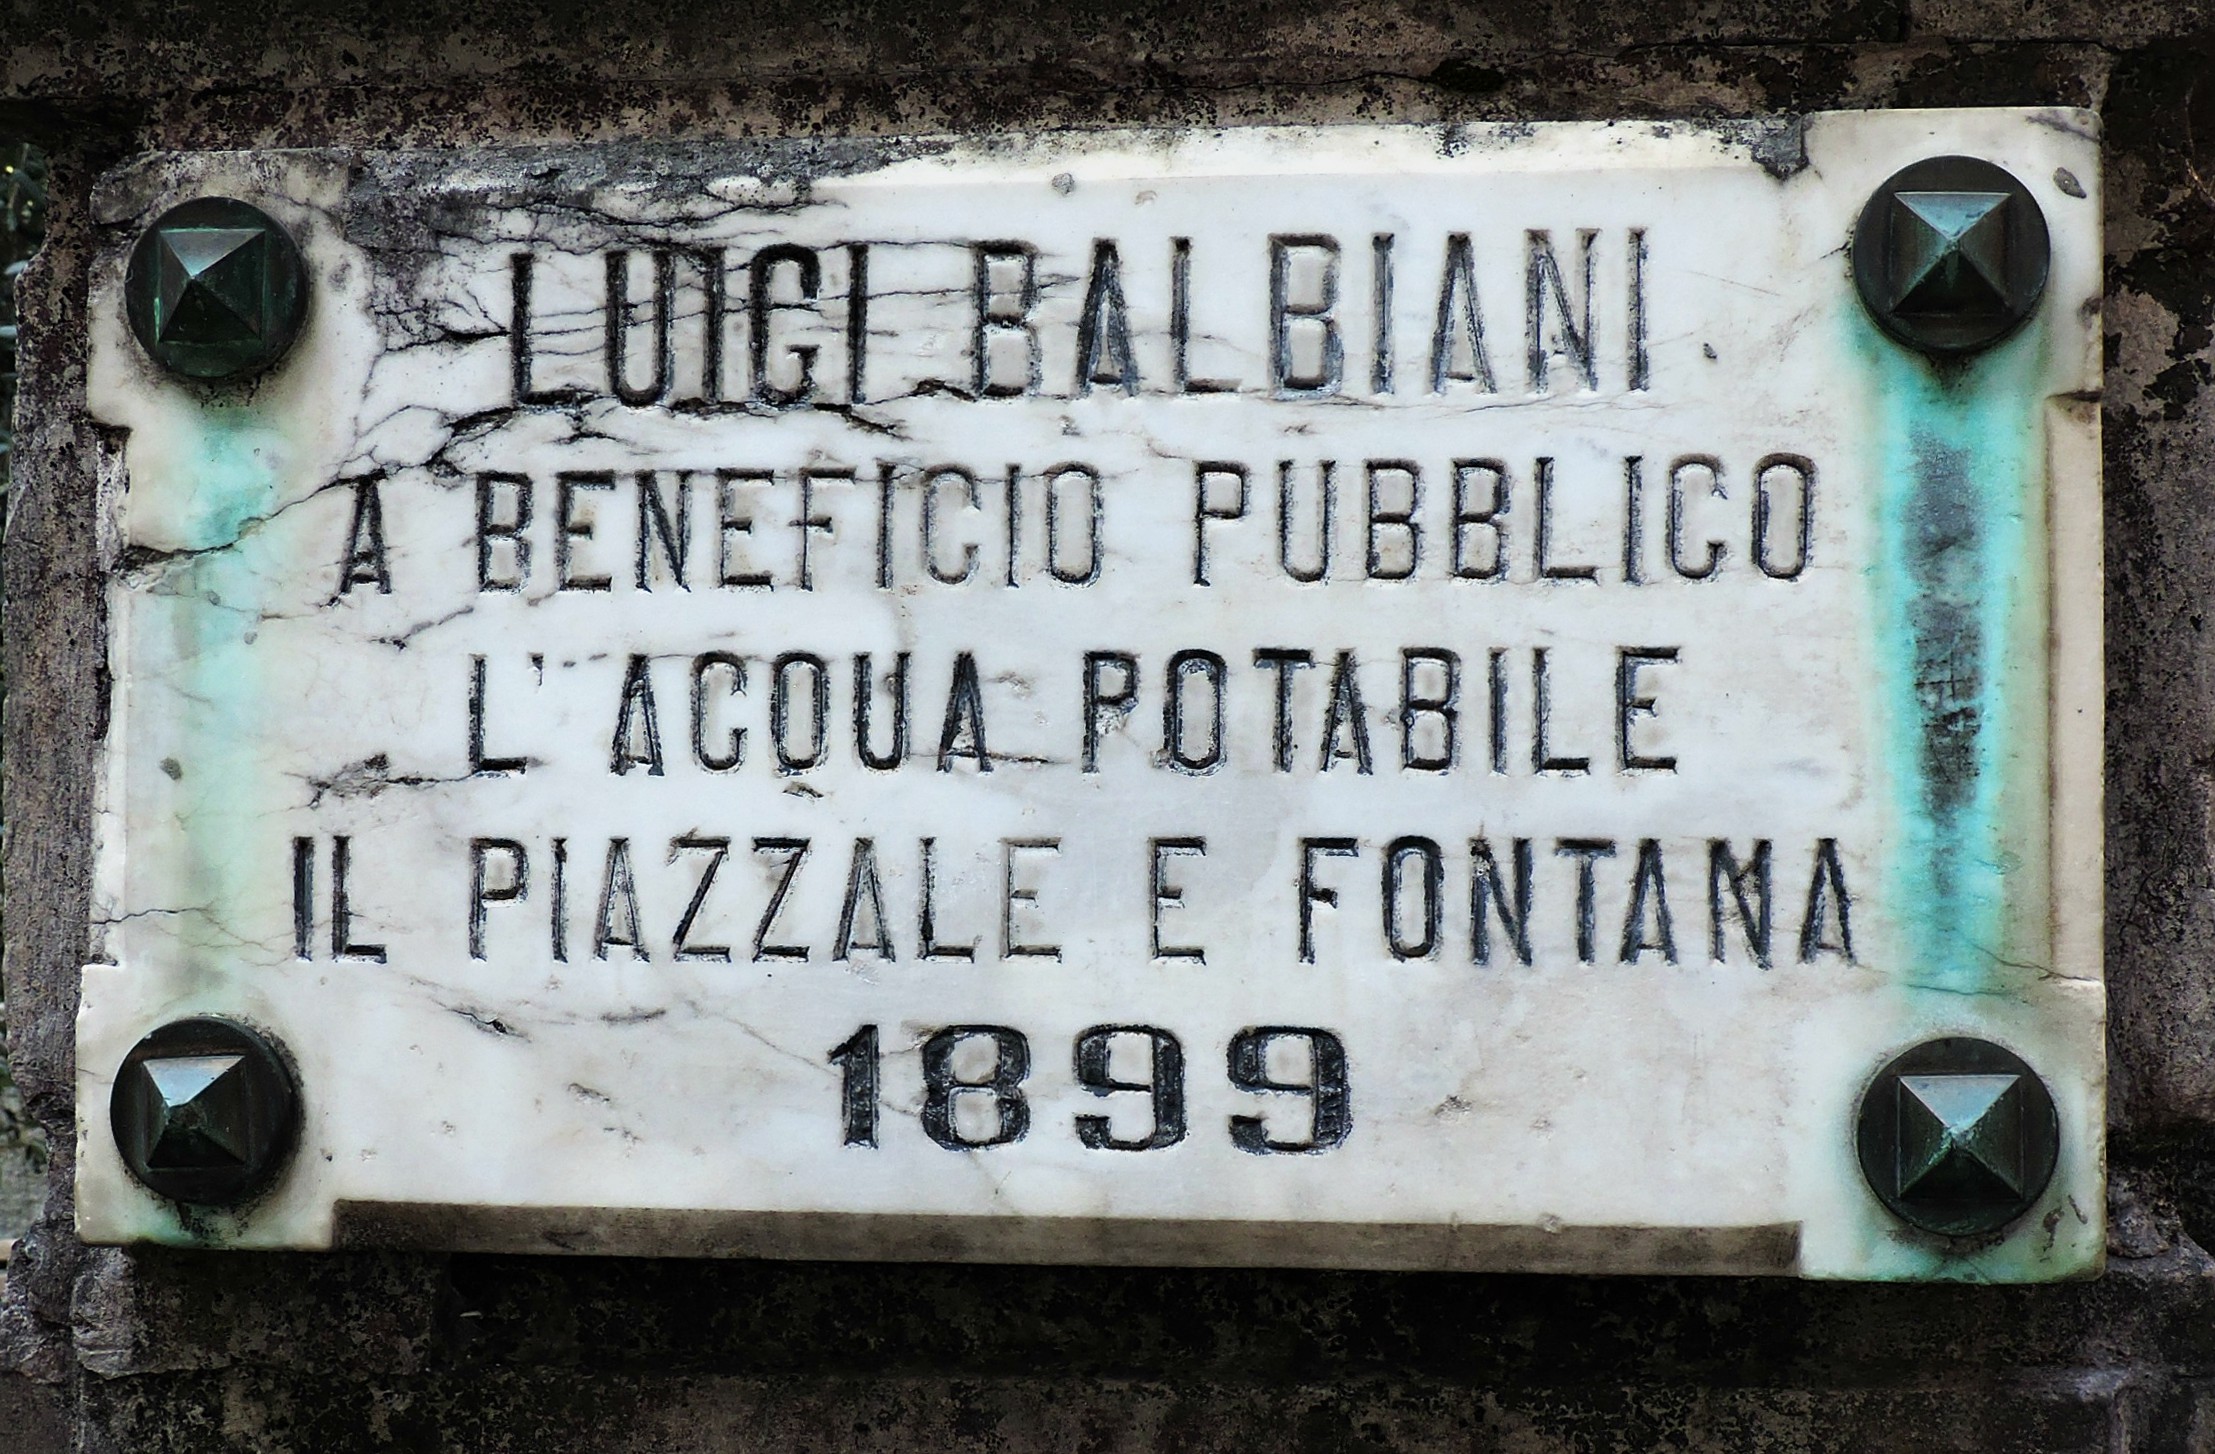 LUIGI BALBIANI
A BENEFICIO PUBBLICO
L'ACQUA POTABILE
IL PIAZZALE E FONTANA
1899